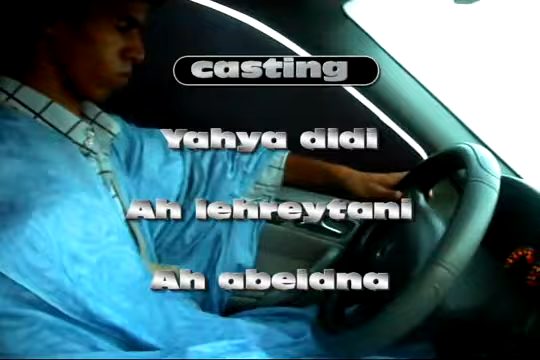 casting
Yahya didi
Ah lehreytani
Ah abeidna